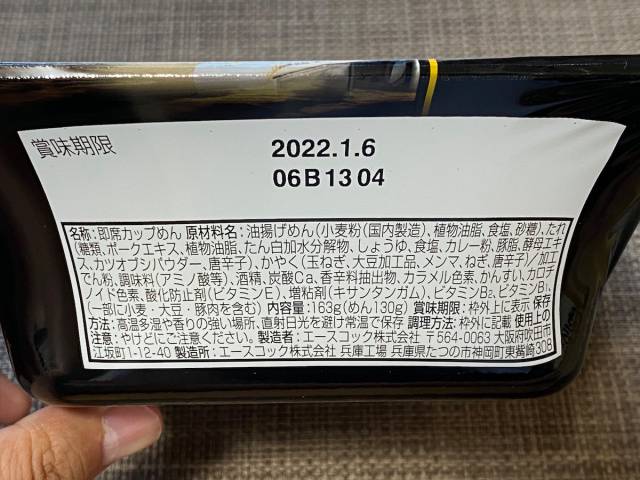 賞味期限
2022.1.6
06B13 04
名称:即席カップめん 原材料名:油揚げめん(小麦粉(国内製造)、植物油脂、食塩、砂糖)、たれ
(糖類、ポークエキス、植物油脂、たん白加水分解物、しょうゆ、食塩、カレー粉、豚脂、酵母エキ
ス、カツオブシパウダー、唐辛子)、かやく(玉ねぎ、大豆加工品、メンマ、ねぎ、唐辛子)/加工
でん粉、調味料(アミノ酸等)、酒精、炭酸Ca、香辛料抽出物、カラメル色素、かんすい、カロチ
ノイド色素、酸化防止剤(ビタミンE)、増粘剤(キサンタンガム)、ビタミンB2、ビタミンB1、
(一部に小麦・大豆・豚肉を含む) 内容量:163g(めん130g) 賞味期限:枠外上に表示 保存
方法:高温多湿や香りの強い場所、直射日光を避け常温で保存 調理方法:枠外に記載 使用上の
注意:やけどにご注意ください。 製造者:エースコック株式会社 〒564-0063 大阪府吹田市
江坂町1-12-40 製造所:エースコック株式会社 兵庫工場 兵庫県たつの市神岡町東觜崎308